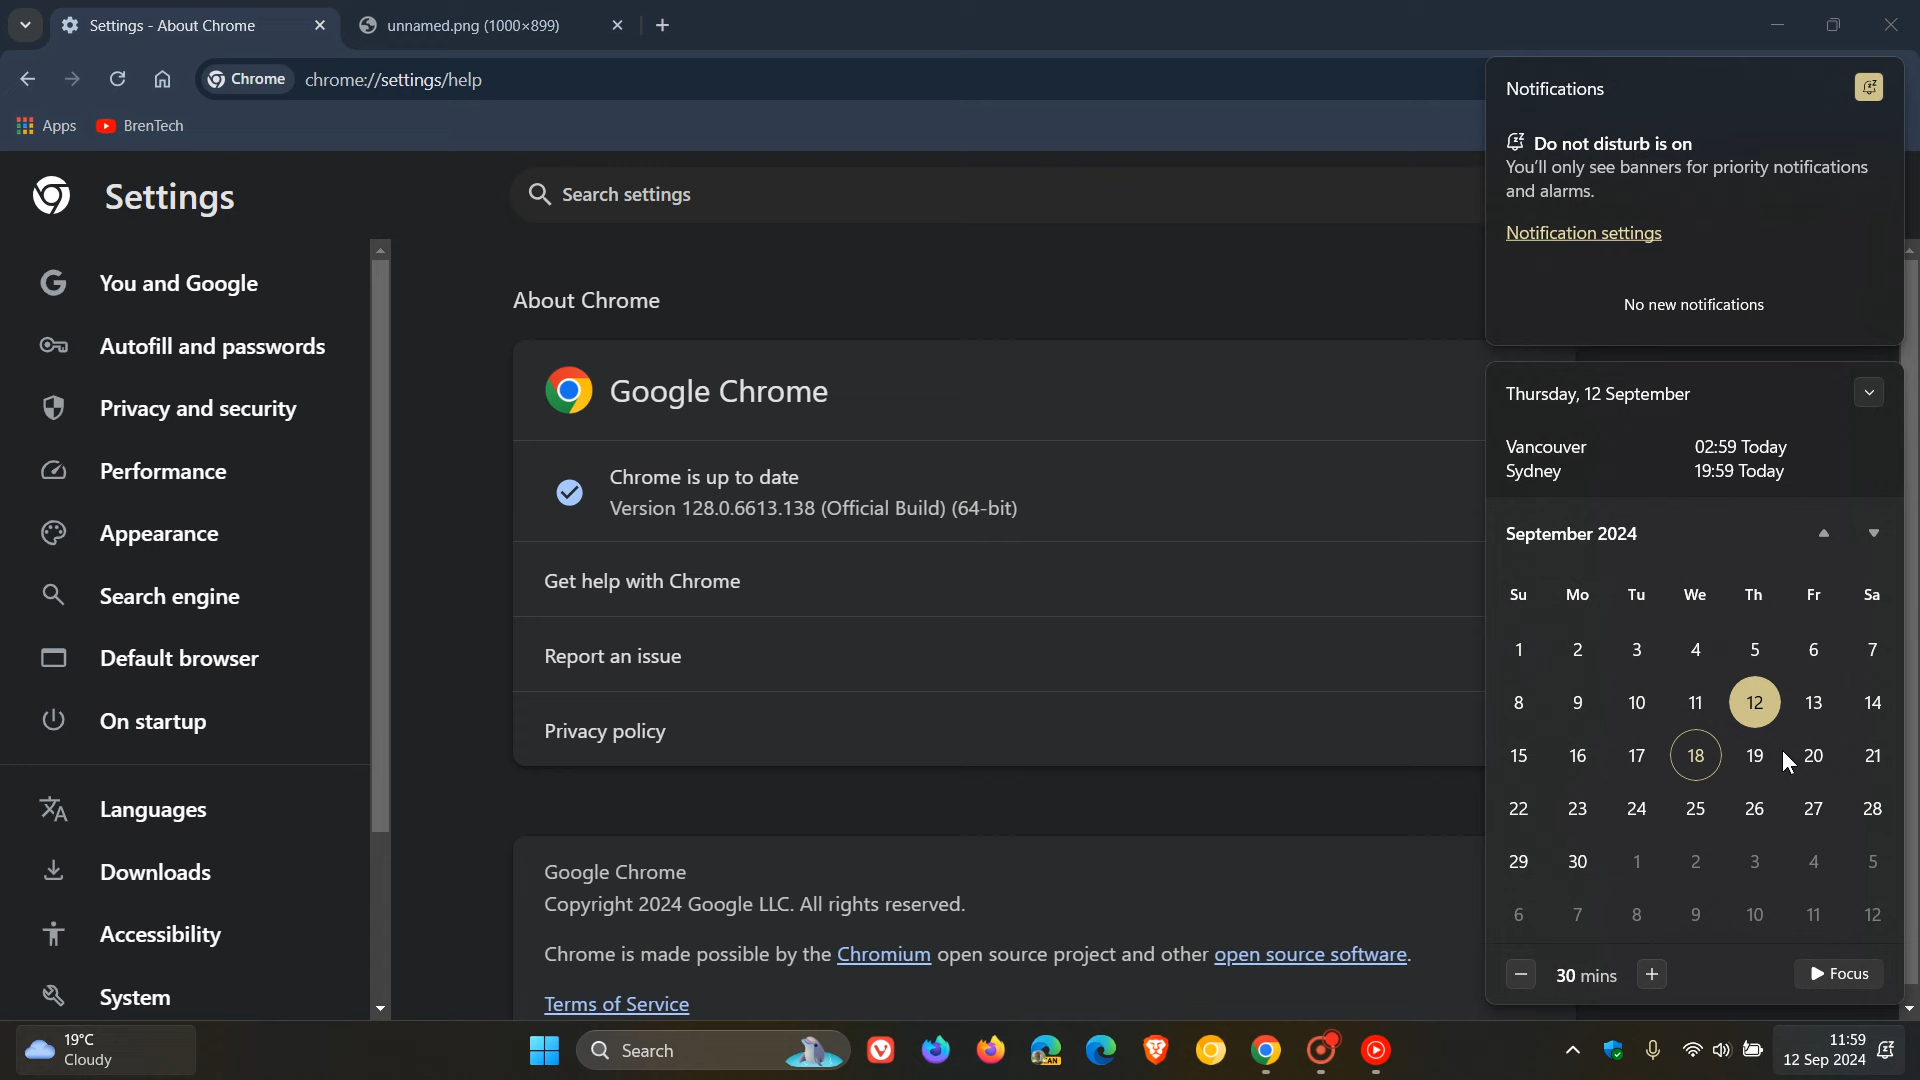 Settings - About Chrome
unnamed.png (1000×899)
Chrome
chrome://settings/help
Apps
BrenTech
Settings
Search settings
You and Google
Autofill and passwords
Privacy and security
Performance
Appearance
Search engine
Default browser
On startup
Languages
Downloads
Accessibility
System
About Chrome
Google Chrome
Chrome is up to date
Version 128.0.6613.138 (Official Build) (64-bit)
Get help with Chrome
Report an issue
Privacy policy
Google Chrome
Copyright 2024 Google LLC. All rights reserved.
Chrome is made possible by the Chromium open source project and other open source software.
Terms of Service
Notifications
Do not disturb is on
You'll only see banners for priority notifications
and alarms.
Notification settings
No new notifications
Thursday, 12 September
Vancouver 02:59 Today
Sydney 19:59 Today
September 2024
Su Mo Tu We Th Fr Sa
1 2 3 4 5 6 7
8 9 10 11 12 13 14
15 16 17 18 19 20 21
22 23 24 25 26 27 28
29 30 1 2 3 4 5
6 7 8 9 10 11 12
30 mins
Focus
19°C
Cloudy
Search
CAN
11:59
12 Sep 2024